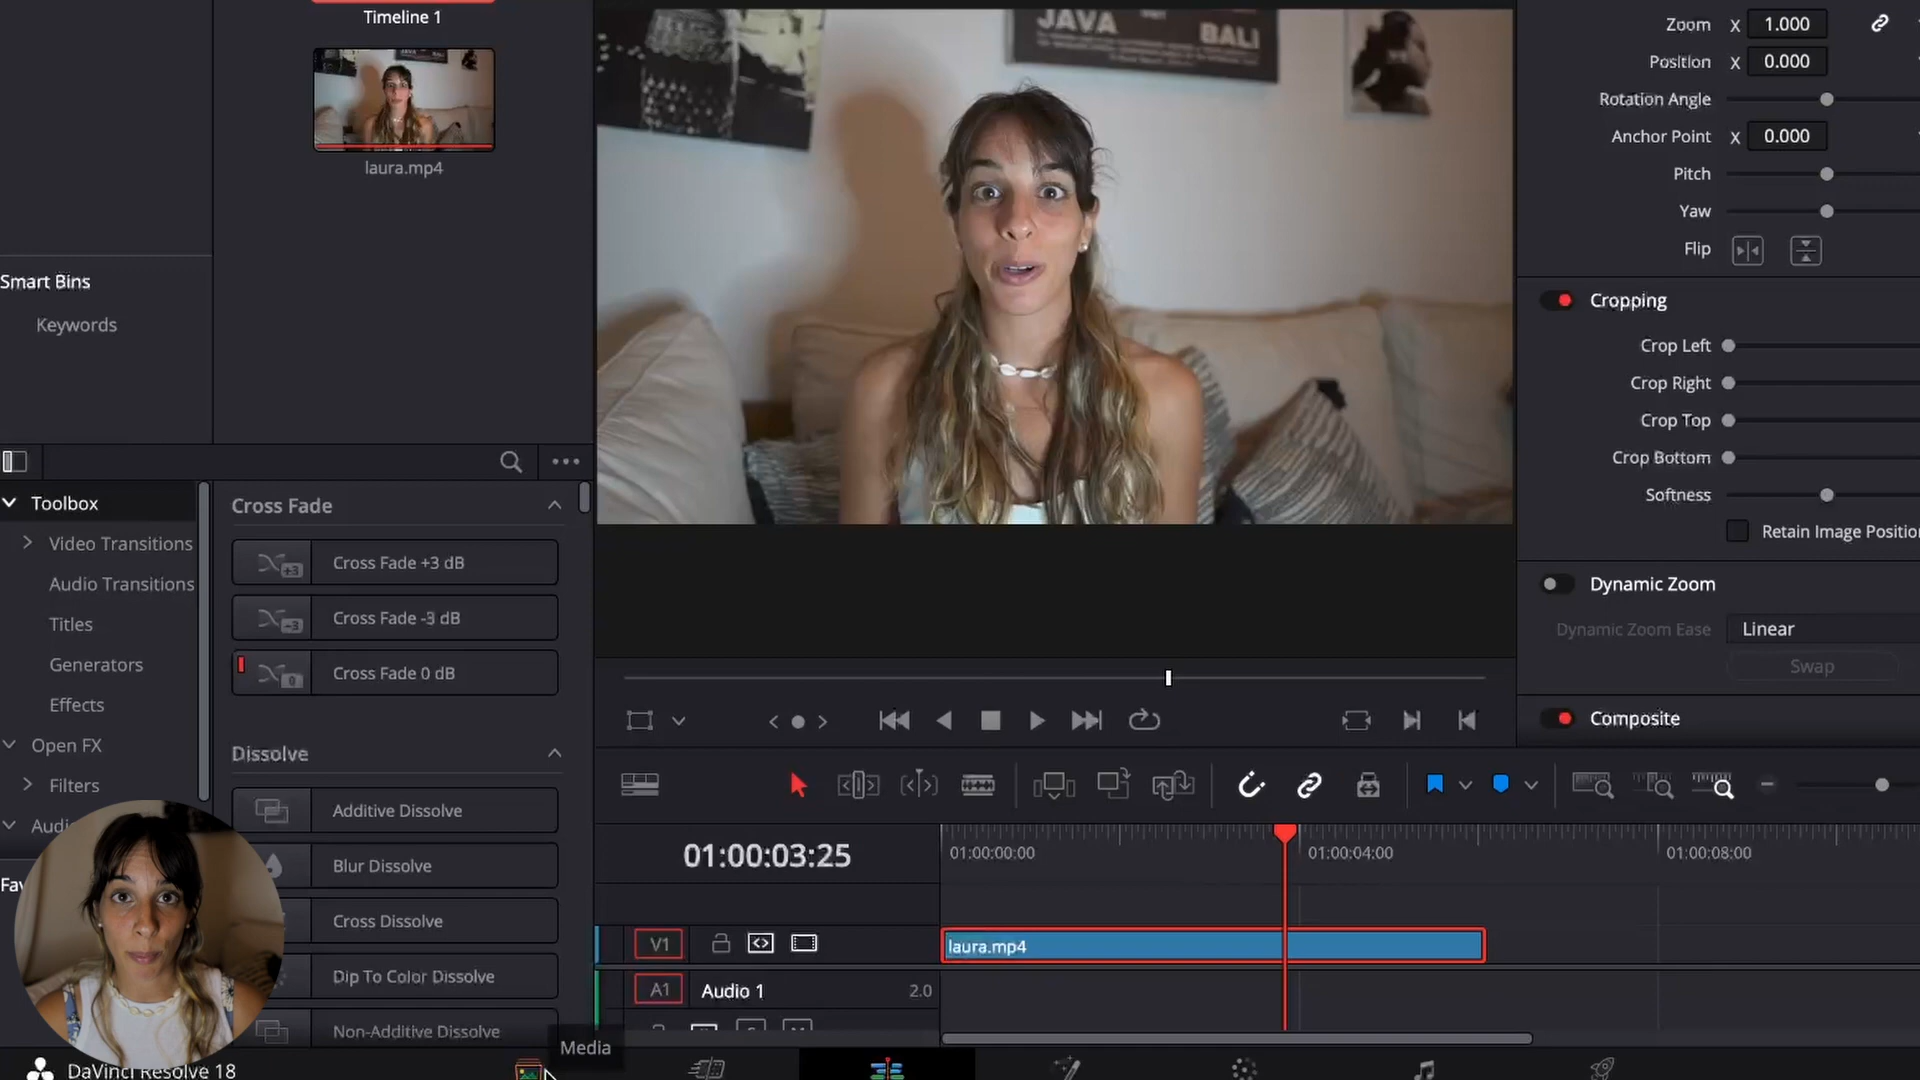 Timeline 1
laura.mp4
Smart Bins
Keywords
Toolbox
Video Transitions
Audio Transitions
Titles
Generators
Effects
Open FX
Filters
Cross Fade
Cross Fade +3 dB
+3
Cross Fade -3 dB
-3
Cross Fade 0 dB
0
Dissolve
Additive Dissolve
Blur Dissolve
Cross Dissolve
Dip To Color Dissolve
Non-Additive Dissolve
DaVinci Resolve 18
Media
JAVA
BALI
Zoom X 1.000
Position X 0.000
Rotation Angle
Anchor Point X 0.000
Pitch
Yaw
Flip
Cropping
Crop Left
Crop Right
Crop Top
Crop Bottom
Softness
Retain Image Position
Dynamic Zoom
Dynamic Zoom Ease Linear
Swap
Composite
01:00:03:25
01:00:00:00
01:00:04:00
01:00:08:00
V1
laura.mp4
A1 Audio 1 2.0